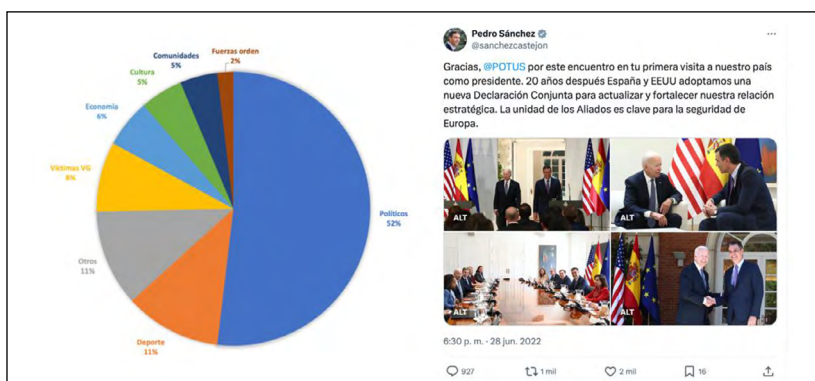 Fuerzas orden
2%
Comunidades
5%
Cultura
5%
Economía
6%
Víctimas VG
8%
Otros
11%
Deporte
11%
Políticos
52%
Pedro Sánchez
@sanchezcastejon
Gracias, @POTUS por este encuentro en tu primera visita a nuestro país
como presidente. 20 años después España y EEUU adoptamos una
nueva Declaración Conjunta para actualizar y fortalecer nuestra relación
estratégica. La unidad de los Aliados es clave para la seguridad de
Europa.
ALT
ALT
ALT
ALT
6:30 p. m. · 28 jun. 2022
927
1 mil
2 mil
16